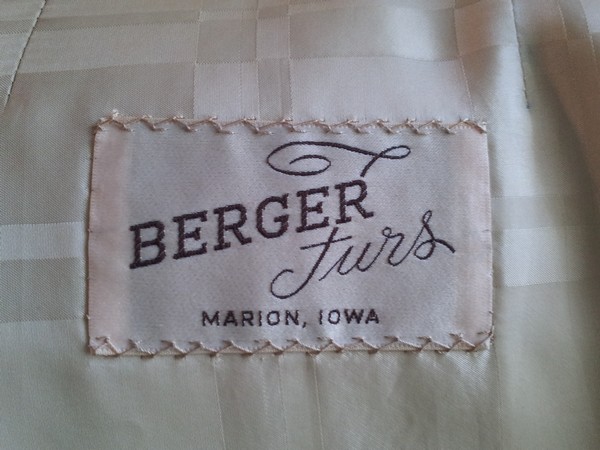 BERGER
Furs
MARION, IOWA